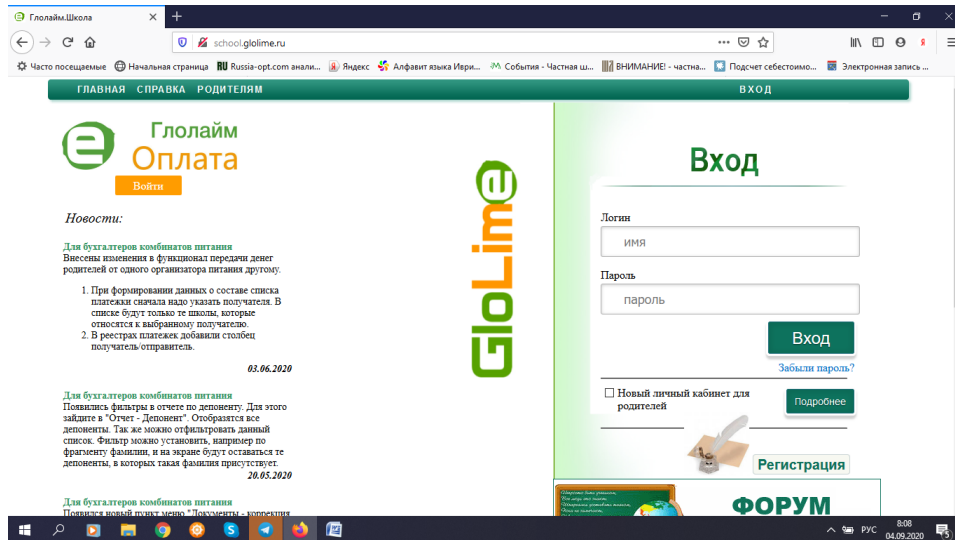 Глолайм.Школа
school.glolime.ru
Часто посещаемые Начальная страница Russia-opt.com анали... Яндекс Алфавит языка Иври... События - Частная ш... ВНИМАНИЕ! - частна... Подсчет себестоимо... Электронная запись ...
ГЛАВНАЯ СПРАВКА РОДИТЕЛЯМ ВХОД
Глолайм
Оплата
Войти
Новости:
Для бухгалтеров комбинатов питания
Внесены изменения в функционал передачи денег
родителей от одного организатора питания другому.
1. При формировании данных о составе списка
платежки сначала надо указать получателя. В
списке будут только те школы, которые
относятся к выбранному получателю.
2. В реестрах платежек добавили столбец
получатель/отправитель.
03.06.2020
Для бухгалтеров комбинатов питания
Появились фильтры в отчете по депоненту. Для этого
зайдите в "Отчет - Депонент". Отобразятся все
депоненты. Так же можно отфильтровать данный
список. Фильтр можно установить, например по
фрагменту фамилии, и на экране будут оставаться те
депоненты, в которых такая фамилия присутствует.
20.05.2020
Для бухгалтеров комбинатов питания
Появился новый пункт меню "Документы - коррекция
GloLime
Вход
Логин
имя
Пароль
пароль
Вход
Забыли пароль?
Новый личный кабинет для
родителей
Подробнее
Регистрация
ФОРУМ
РУС
8:08
04.09.2020